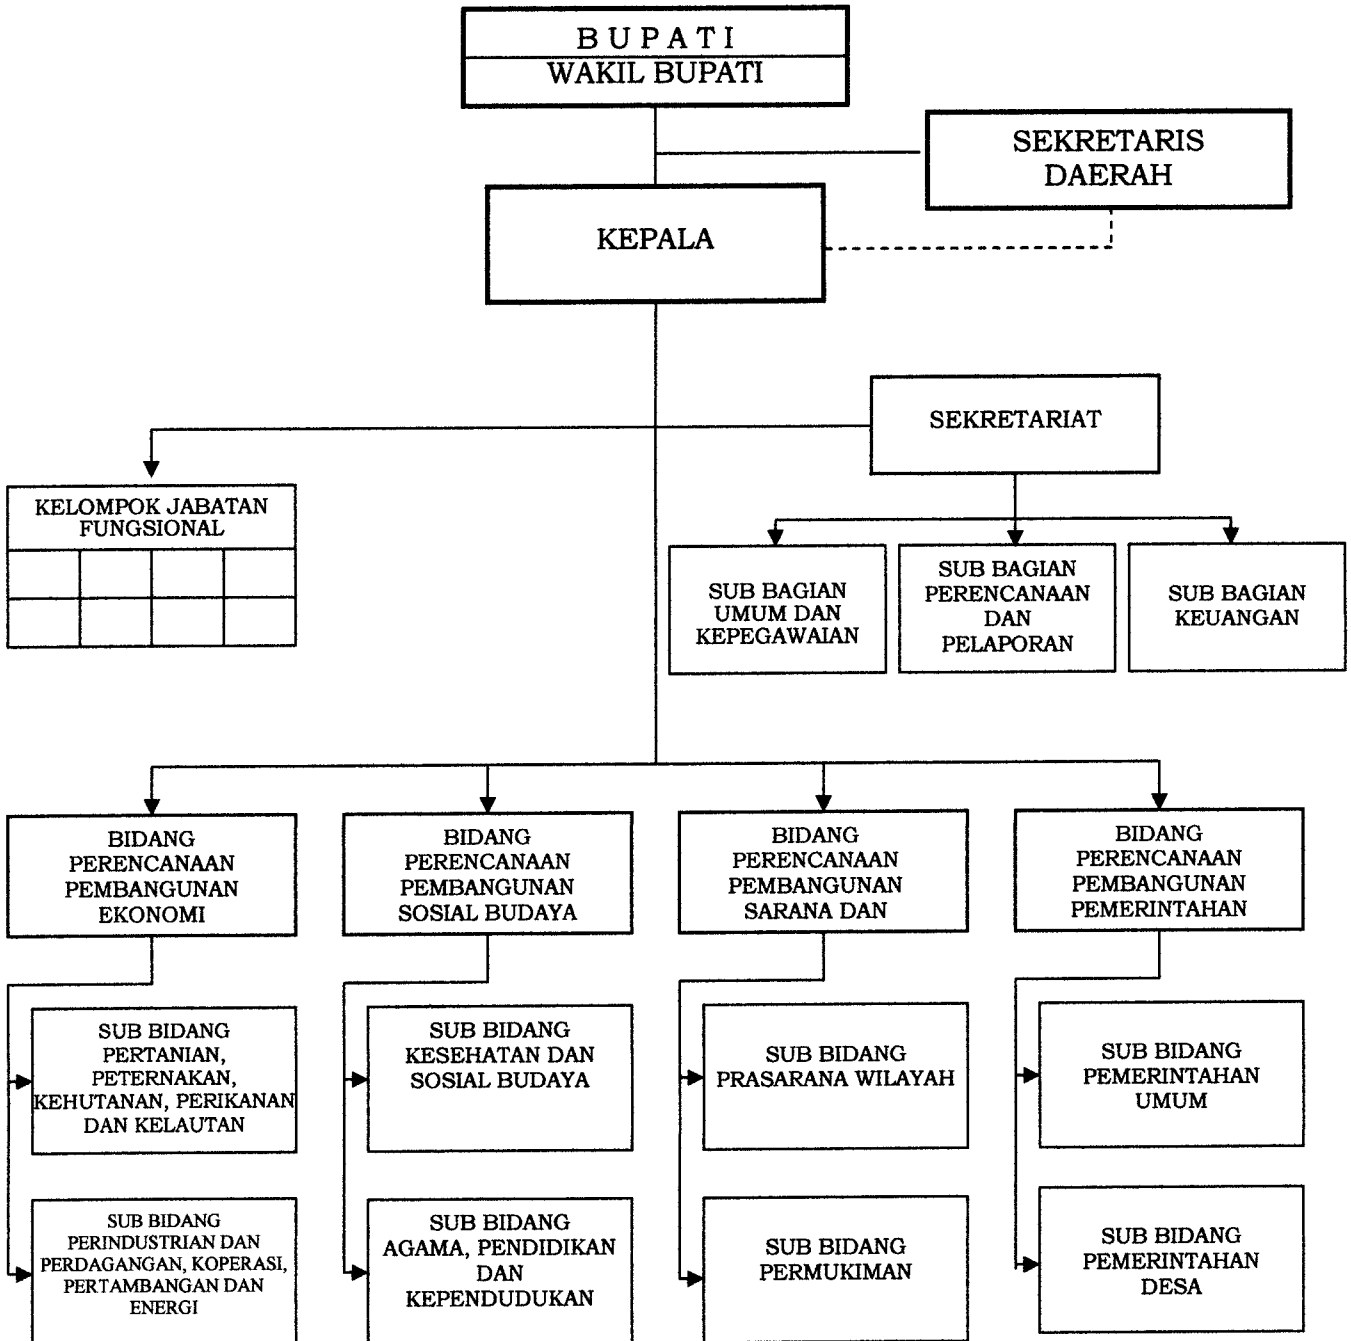 B U P A T I
WAKIL BUPATI
SEKRETARIS
DAERAH
KEPALA
SEKRETARIAT
KELOMPOK JABATAN
FUNGSIONAL
SUB BAGIAN
UMUM DAN
KEPEGAWAIAN
SUB BAGIAN
PERENCANAAN
DAN
PELAPORAN
SUB BAGIAN
KEUANGAN
BIDANG
PERENCANAAN
PEMBANGUNAN
EKONOMI
BIDANG
PERENCANAAN
PEMBANGUNAN
SOSIAL BUDAYA
BIDANG
PERENCANAAN
PEMBANGUNAN
SARANA DAN
BIDANG
PERENCANAAN
PEMBANGUNAN
PEMERINTAHAN
SUB BIDANG
PERTANIAN,
PETERNAKAN,
KEHUTANAN, PERIKANAN
DAN KELAUTAN
SUB BIDANG
KESEHATAN DAN
SOSIAL BUDAYA
SUB BIDANG
PRASARANA WILAYAH
SUB BIDANG
PEMERINTAHAN
UMUM
SUB BIDANG
PERINDUSTRIAN DAN
PERDAGANGAN, KOPERASI,
PERTAMBANGAN DAN
ENERGI
SUB BIDANG
AGAMA, PENDIDIKAN
DAN
KEPENDUDUKAN
SUB BIDANG
PERMUKIMAN
SUB BIDANG
PEMERINTAHAN
DESA